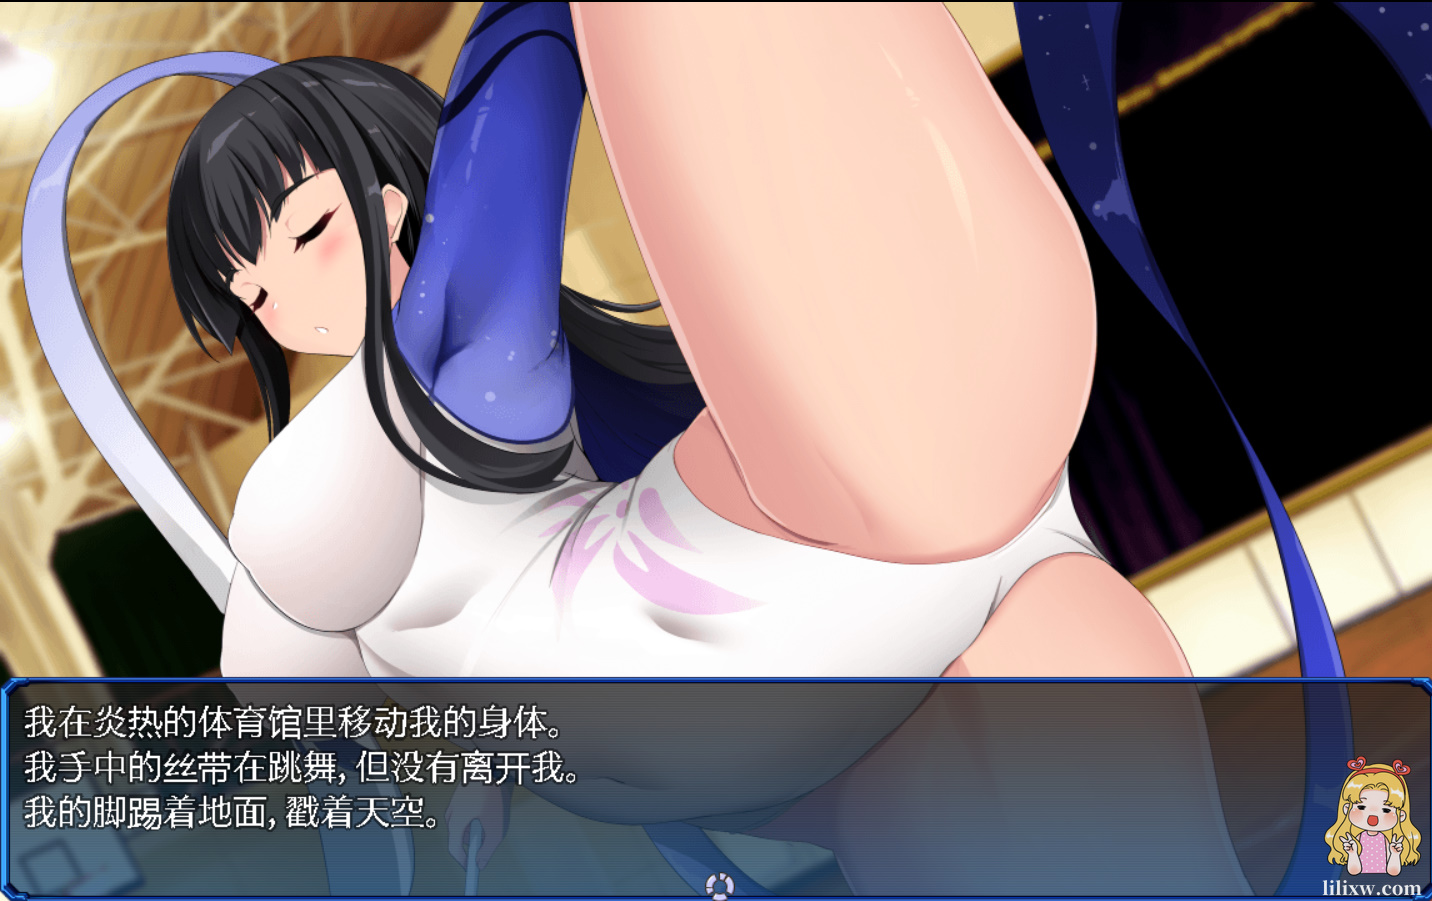 我在炎热的体育馆里移动我的身体。
我手中的丝带在跳舞,但没有离开我。
我的脚踢着地面,戳着天空。
lilixw.com